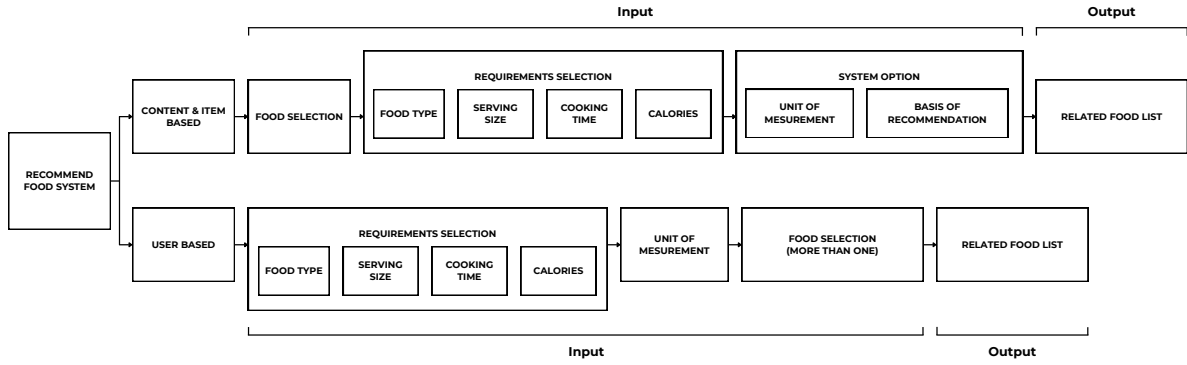 Input
Output
RECOMMEND
FOOD SYSTEM
CONTENT & ITEM
BASED
FOOD SELECTION
REQUIREMENTS SELECTION
FOOD TYPE
SERVING
SIZE
COOKING
TIME
CALORIES
SYSTEM OPTION
UNIT OF
MESUREMENT
BASIS OF
RECOMMENDATION
RELATED FOOD LIST
USER BASED
REQUIREMENTS SELECTION
FOOD TYPE
SERVING
SIZE
COOKING
TIME
CALORIES
UNIT OF
MESUREMENT
FOOD SELECTION
(MORE THAN ONE)
RELATED FOOD LIST
Input
Output